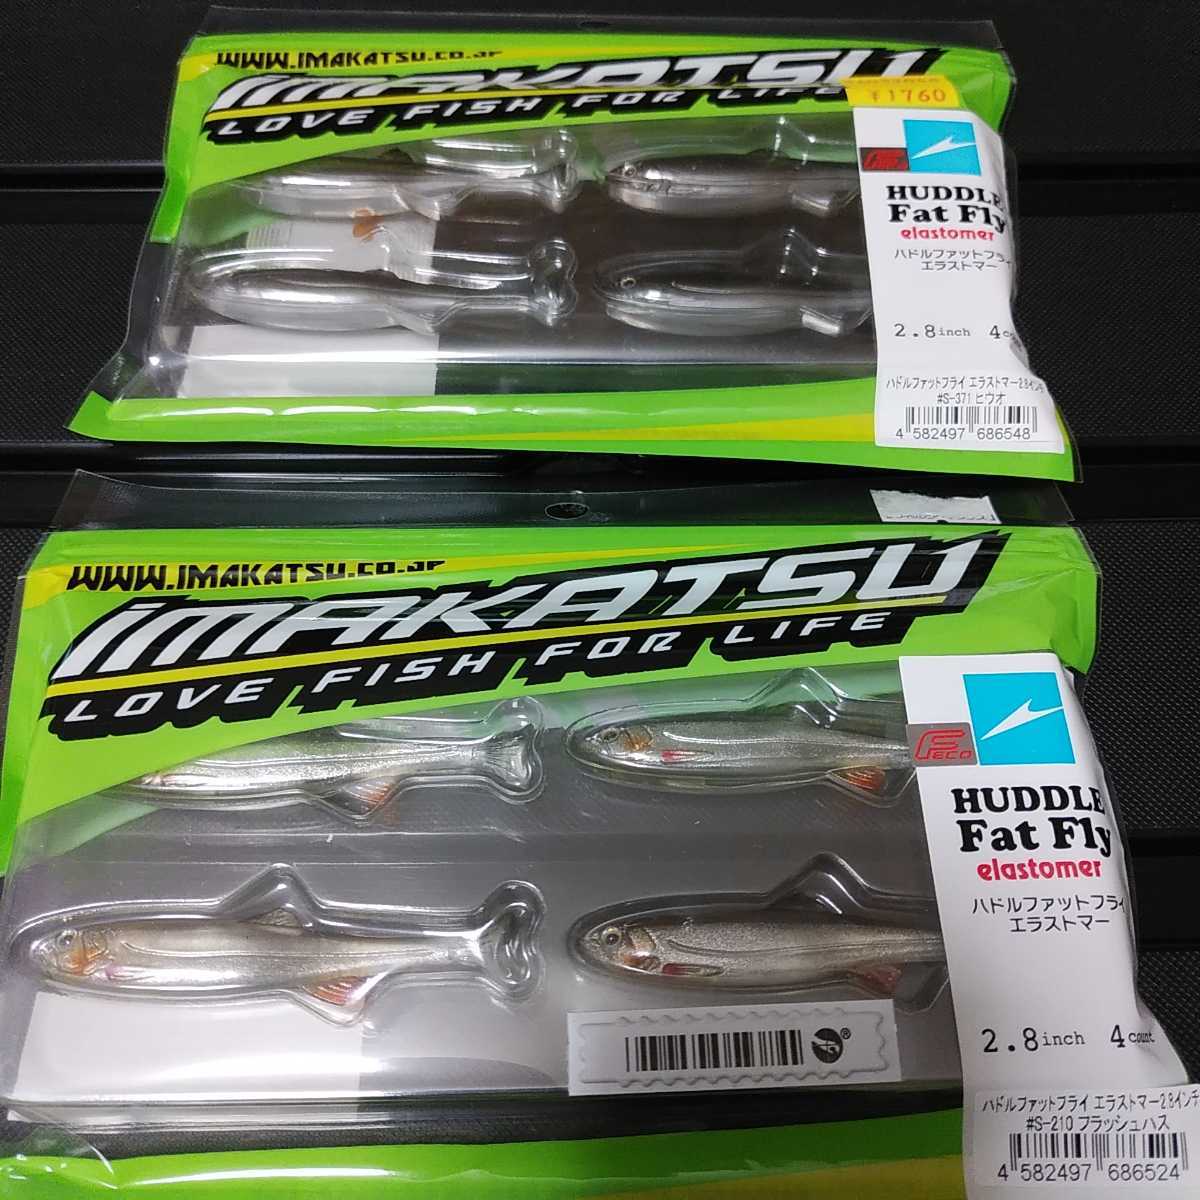 WWW.IMAKATSU.CO.JP
IMAKATSU
LOVE FISH FOR LIFE
¥1760
HUDDLE
Fat Fly
elastomer
ハドルファットフライ
エラストマー
2.8inch 4count
ハドルファットフライ エラストマー2.8インチ
#S-371 ヒウオ
4 582497 686548
WWW.IMAKATSU.CO.JP
IMAKATSU
LOVE FISH FOR LIFE
Feco
HUDDLE
Fat Fly
elastomer
ハドルファットフライ
エラストマー
2.8inch 4count
®
ハドルファットフライ エラストマー2.8インチ
#S-210 フラッシュハス
4 582497 686524